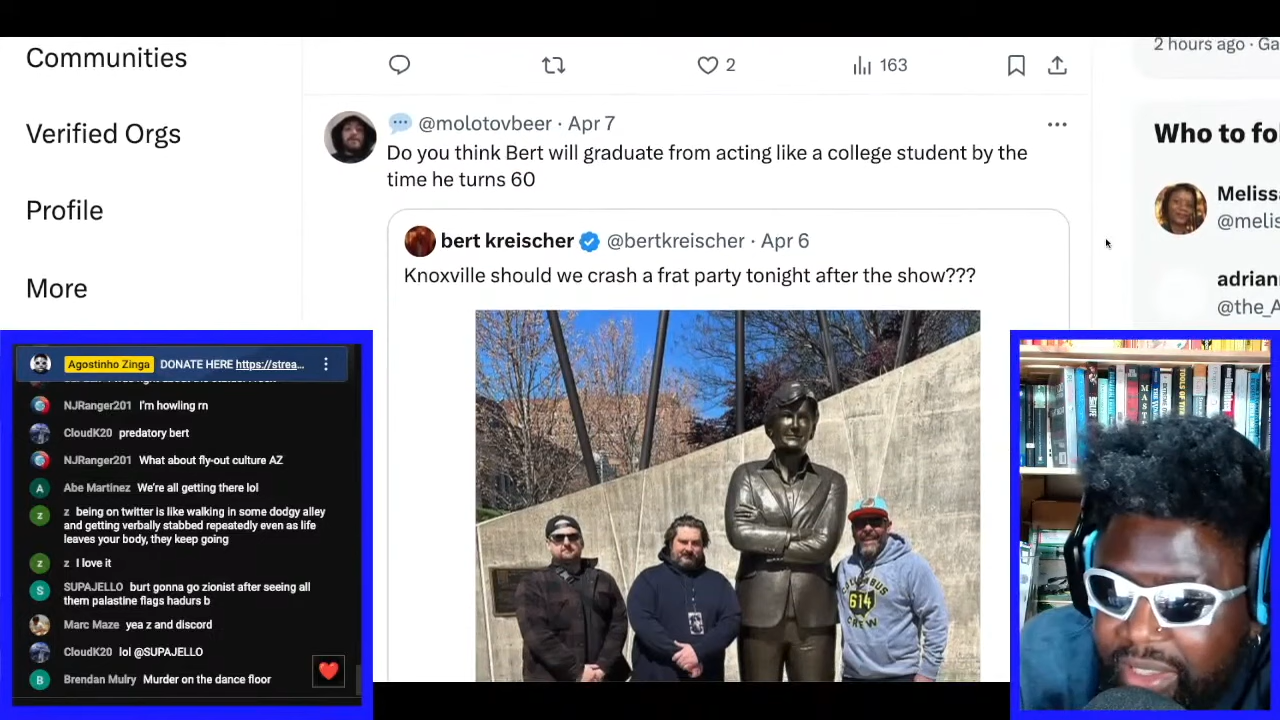 Communities
Verified Orgs
Profile
More
2
163
2 hours ago · Ga
💬 @molotovbeer · Apr 7
Do you think Bert will graduate from acting like a college student by the
time he turns 60
bert kreischer @bertkreischer · Apr 6
Knoxville should we crash a frat party tonight after the show???
614
CREW
Who to fo
Melissa
@melis
adrian
@the_A
Agostinho Zinga DONATE HERE https://strea...
NJRanger201 I'm howling rn
CloudK20 predatory bert
NJRanger201 What about fly-out culture AZ
A
Abe Martinez We're all getting there lol
z
z being on twitter is like walking in some dodgy alley
and getting verbally stabbed repeatedly even as life
leaves your body, they keep going
z
z I love it
S
SUPAJELLO burt gonna go zionist after seeing all
them palastine flags hadurs b
Marc Maze yea z and discord
CloudK20 lol @SUPAJELLO
B
Brendan Mulry Murder on the dance floor